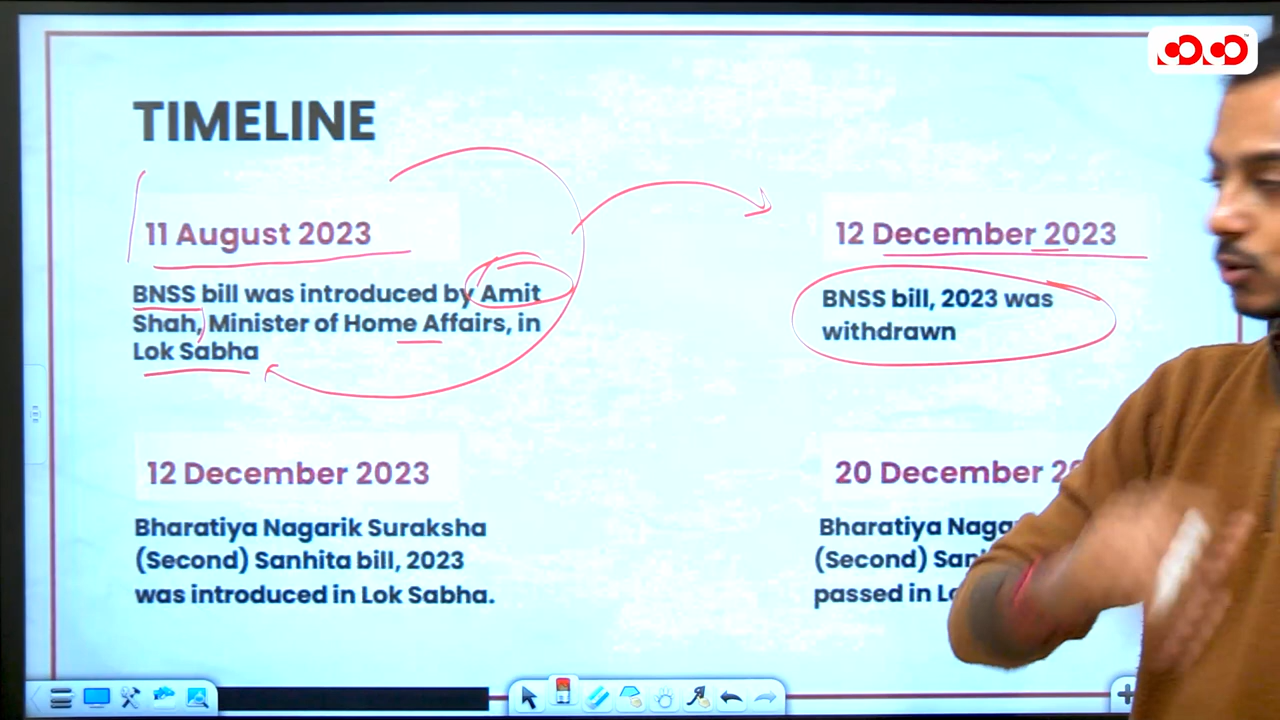 TIMELINE
11 August 2023
BNSS bill was introduced by Amit
Shah, Minister of Home Affairs, in
Lok Sabha
12 December 2023
BNSS bill, 2023 was
withdrawn
12 December 2023
Bharatiya Nagarik Suraksha
(Second) Sanhita bill, 2023
was introduced in Lok Sabha.
20 December
Bharatiya
(Second)
passed in